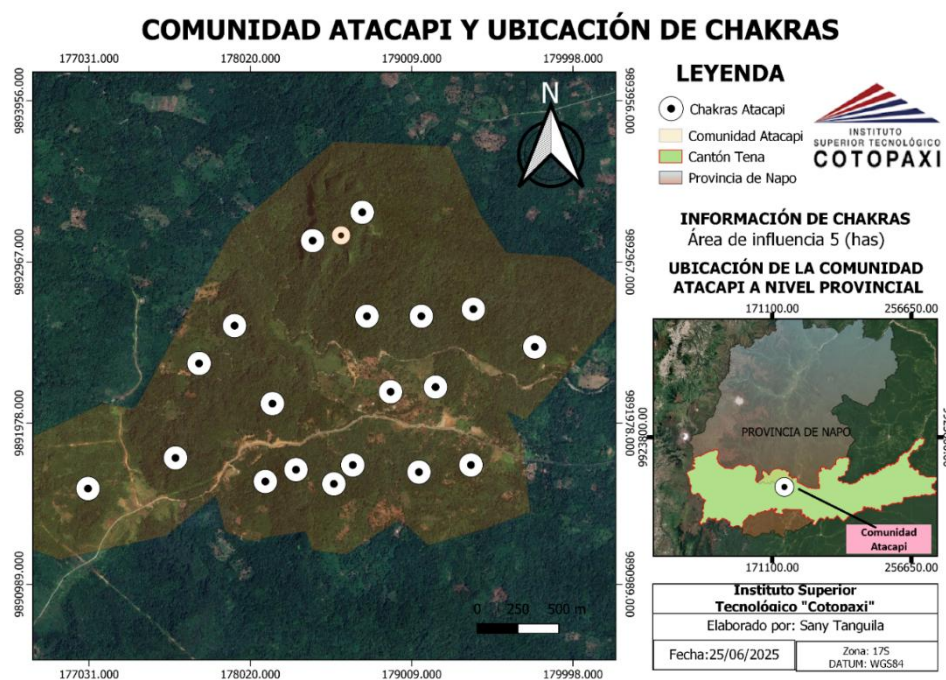 COMUNIDAD ATACAPI Y UBICACIÓN DE CHAKRAS
177031.000 178020.000 179009.000 179998.000
9893956.000 9893956.000
9892967.000 9892967.000
9891978.000 9891978.000
9890989.000 9890989.000
N
0 250 500 m
177031.000 178020.000 179009.000 179998.000
LEYENDA
Chakras Atacapi
Comunidad Atacapi
Cantón Tena
Provincia de Napo
INSTITUTO
SUPERIOR TECNOLÓGICO
COTOPAXI
INFORMACIÓN DE CHAKRAS
Área de influencia 5 (has)
UBICACIÓN DE LA COMUNIDAD
ATACAPI A NIVEL PROVINCIAL
171100.00 256650.00
PROVINCIA DE NAPO
Comunidad
Atacapi
171100.00 256650.00
Instituto Superior
Tecnológico "Cotopaxi"
Elaborado por: Sany Tanguila
Fecha:25/06/2025
Zona: 17S
DATUM: WGS84